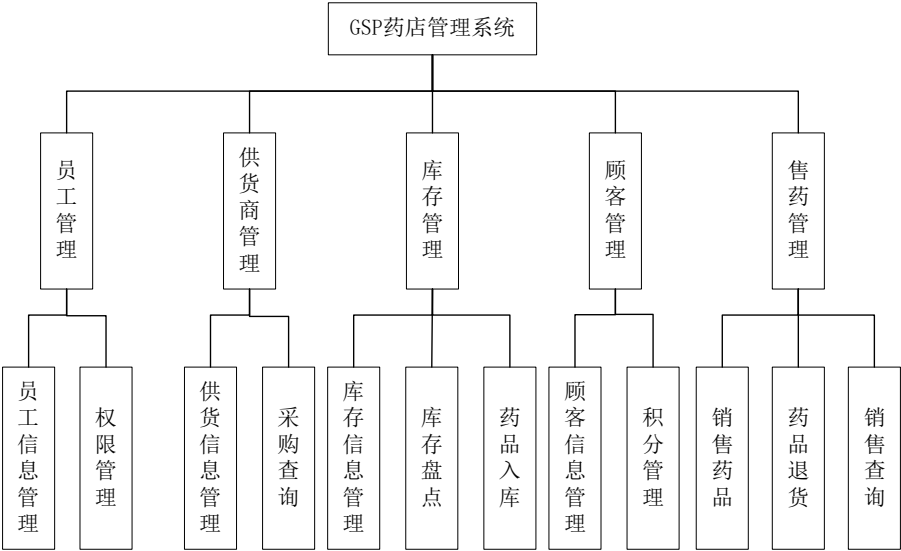 GSP药店管理系统
员工管理
供货商管理
库存管理
顾客管理
售药管理
员工信息管理
权限管理
供货信息管理
采购查询
库存信息管理
库存盘点
药品入库
顾客信息管理
积分管理
销售药品
药品退货
销售查询